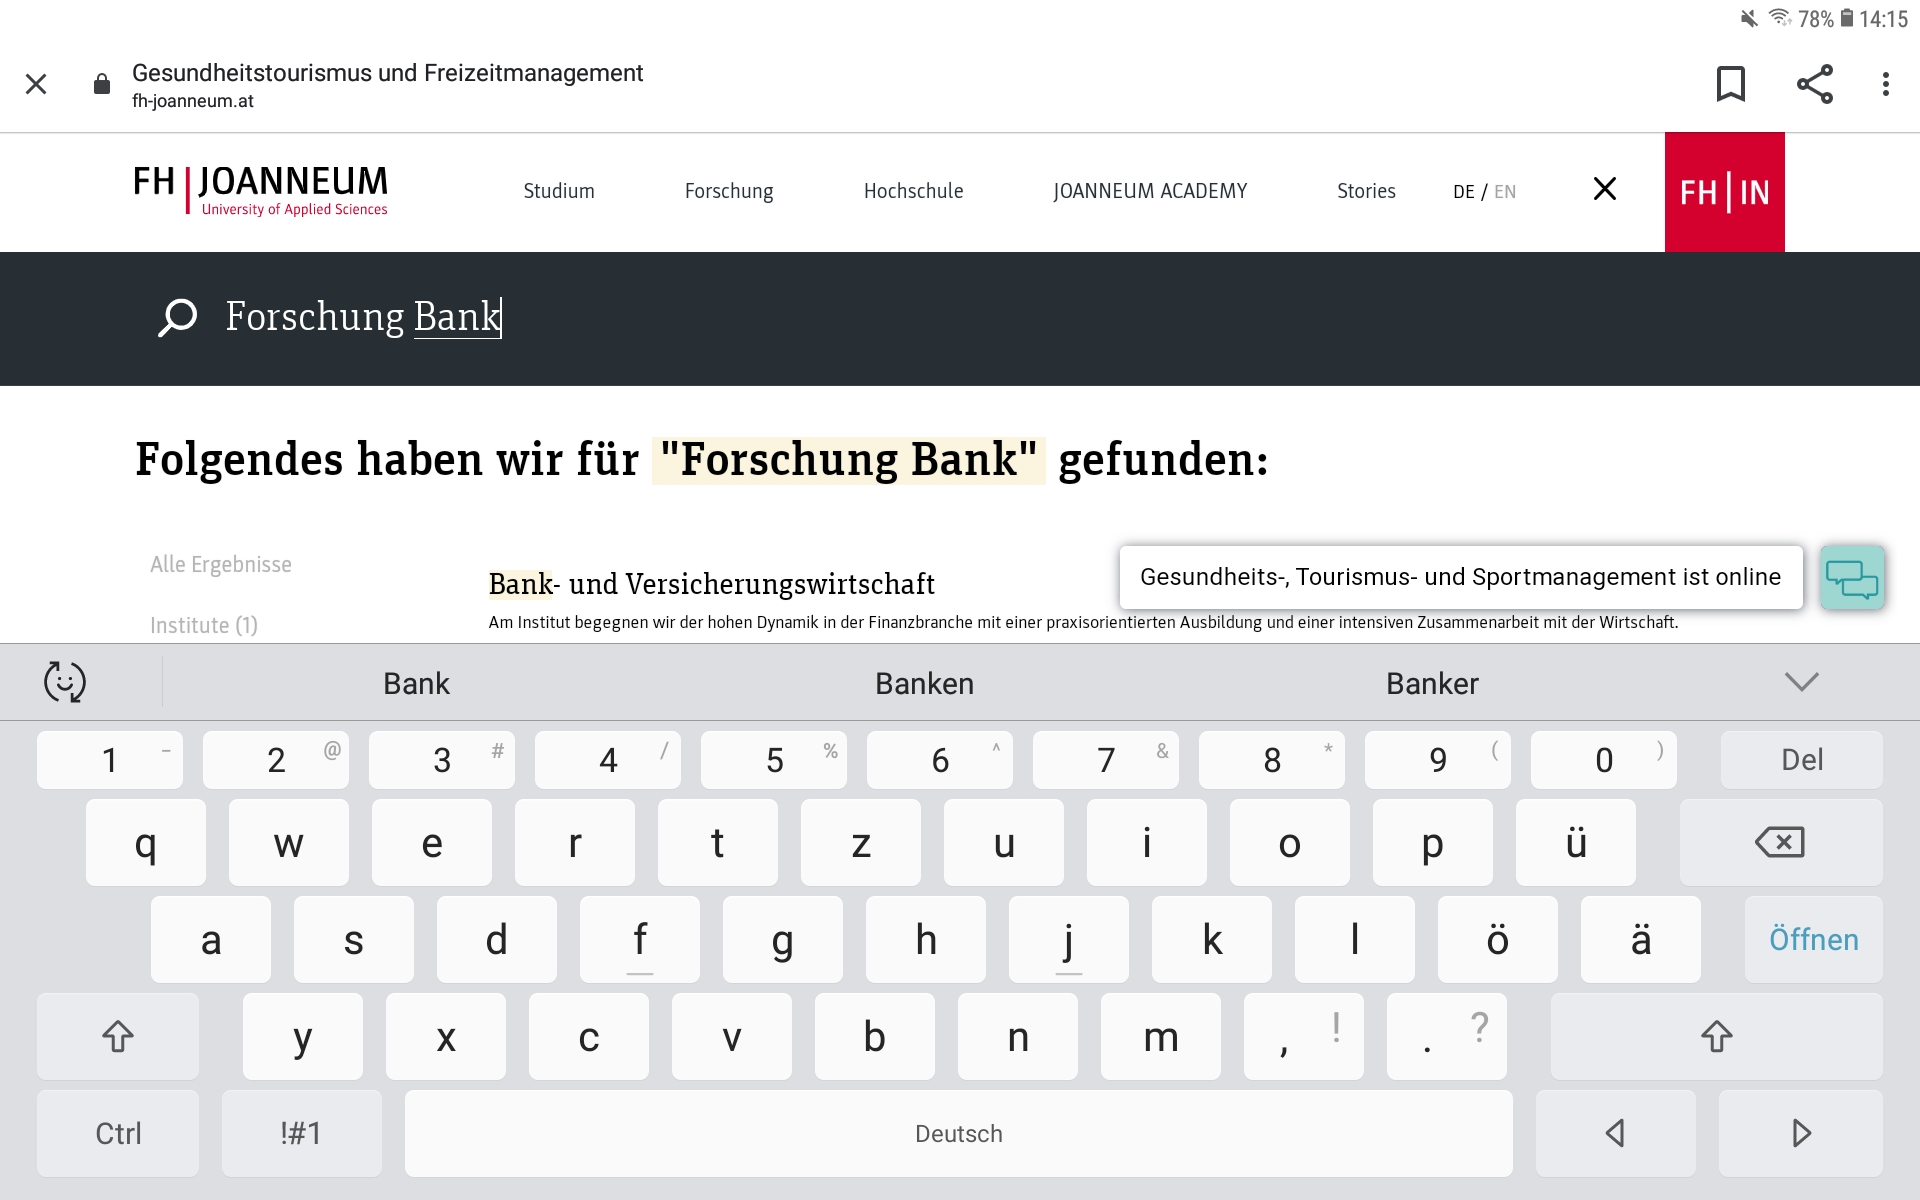 78% 14:15
Gesundheitstourismus und Freizeitmanagement
fh-joanneum.at
FH JOANNEUM
University of Applied Sciences
Studium Forschung Hochschule JOANNEUM ACADEMY Stories DE / EN
FH IN
Forschung Bank
Folgendes haben wir für "Forschung Bank" gefunden:
Alle Ergebnisse
Institute (1)
Bank- und Versicherungswirtschaft
Gesundheits-, Tourismus- und Sportmanagement ist online
Am Institut begegnen wir der hohen Dynamik in der Finanzbranche mit einer praxisorientierten Ausbildung und einer intensiven Zusammenarbeit mit der Wirtschaft.
Bank Banken Banker
1 - 2 @ 3 # 4 / 5 % 6 ^ 7 & 8 * 9 ( 0 ) Del
q w e r t z u i o p ü
a s d f g h j k l ö ä Öffnen
y x c v b n m , ! . ?
Ctrl !#1 Deutsch